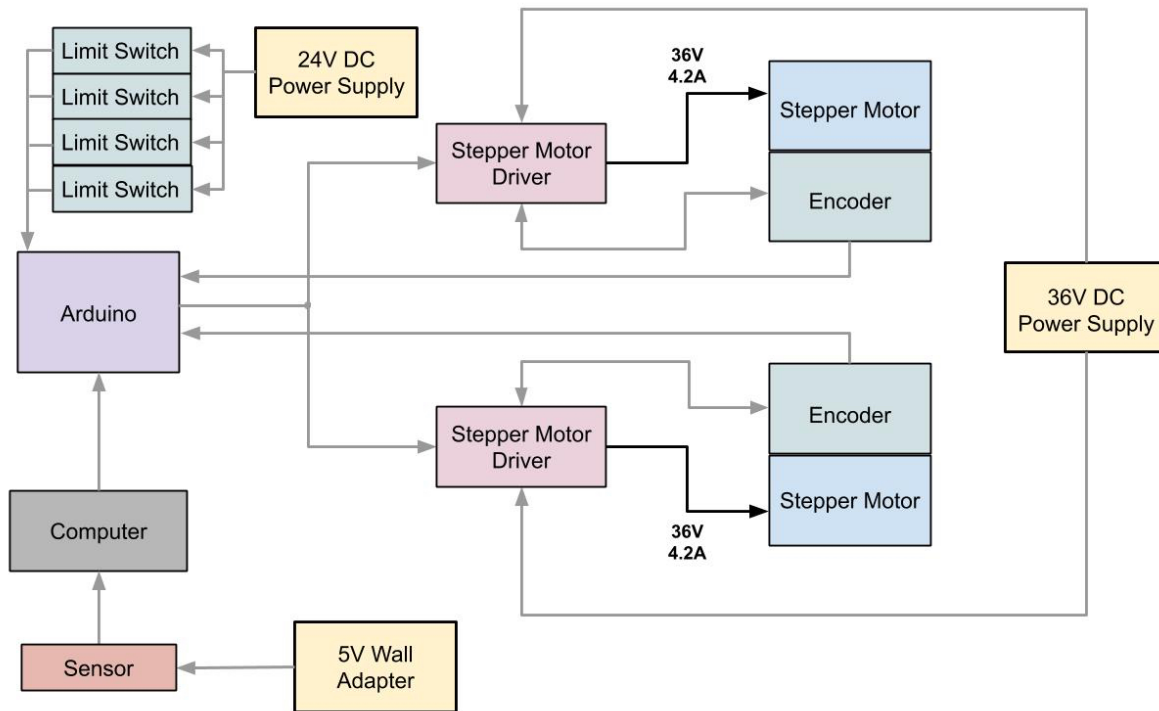 Limit Switch
Limit Switch
Limit Switch
Limit Switch
24V DC
Power Supply
36V
4.2A
Stepper Motor
Stepper Motor
Driver
Encoder
Arduino
36V DC
Power Supply
Encoder
Stepper Motor
Driver
Stepper Motor
36V
4.2A
Computer
Sensor
5V Wall
Adapter